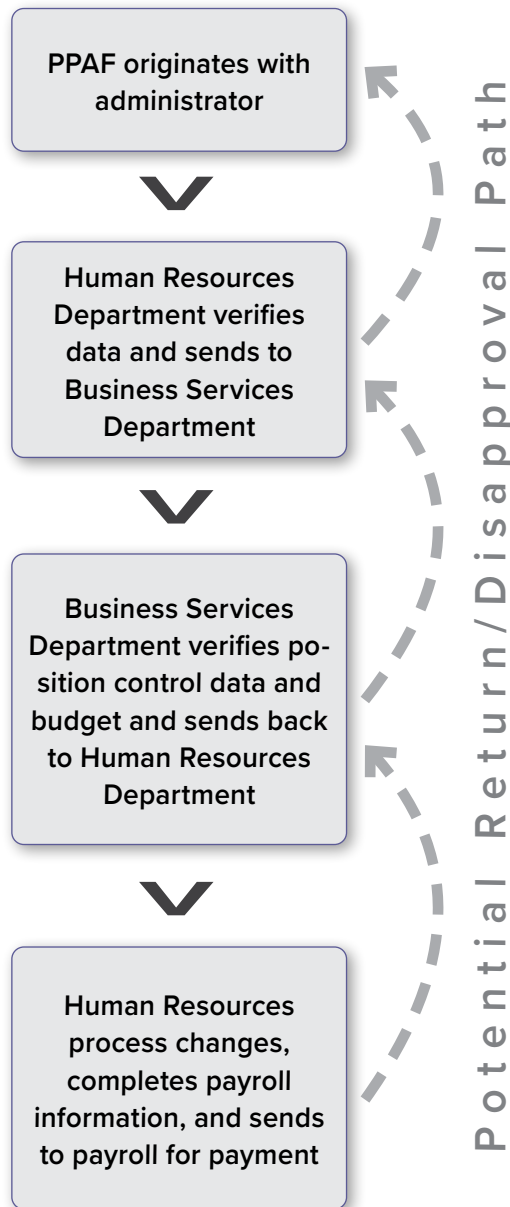 PPAF originates with
administrator
Human Resources
Department verifies
data and sends to
Business Services
Department
Business Services
Department verifies po-
sition control data and
budget and sends back
to Human Resources
Department
Human Resources
process changes,
completes payroll
information, and sends
to payroll for payment
Potential Return/Disapproval Path